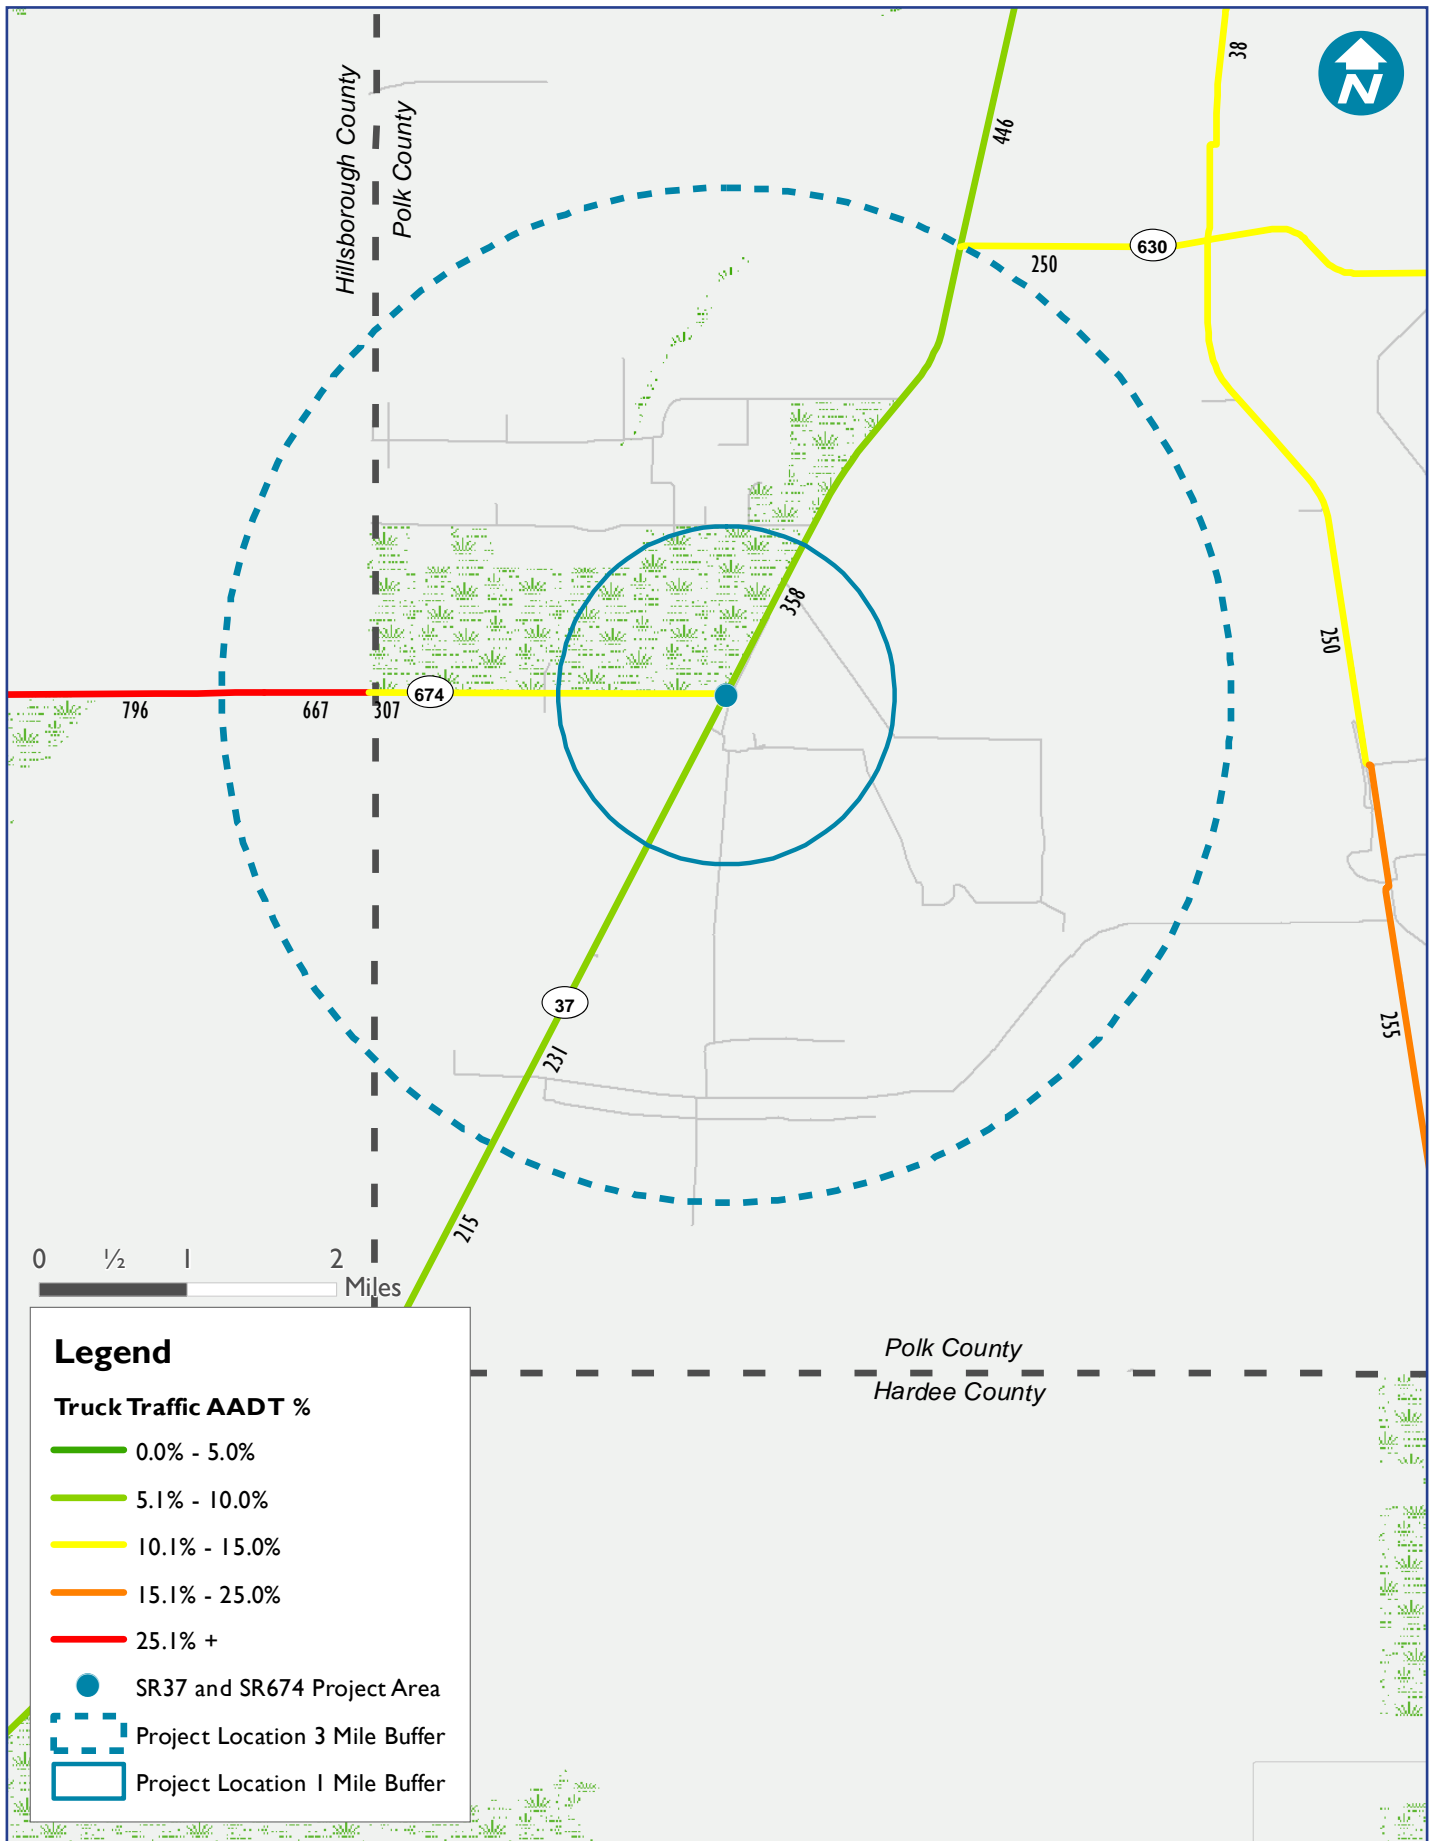 38
N
Hillsborough County
Polk County
446
630
250
358
674
796
667
307
250
37
231
255
215
0 ½ 1 2
Miles
Polk County
Hardee County
Legend
Truck Traffic AADT %
0.0% - 5.0%
5.1% - 10.0%
10.1% - 15.0%
15.1% - 25.0%
25.1% +
SR37 and SR674 Project Area
Project Location 3 Mile Buffer
Project Location 1 Mile Buffer